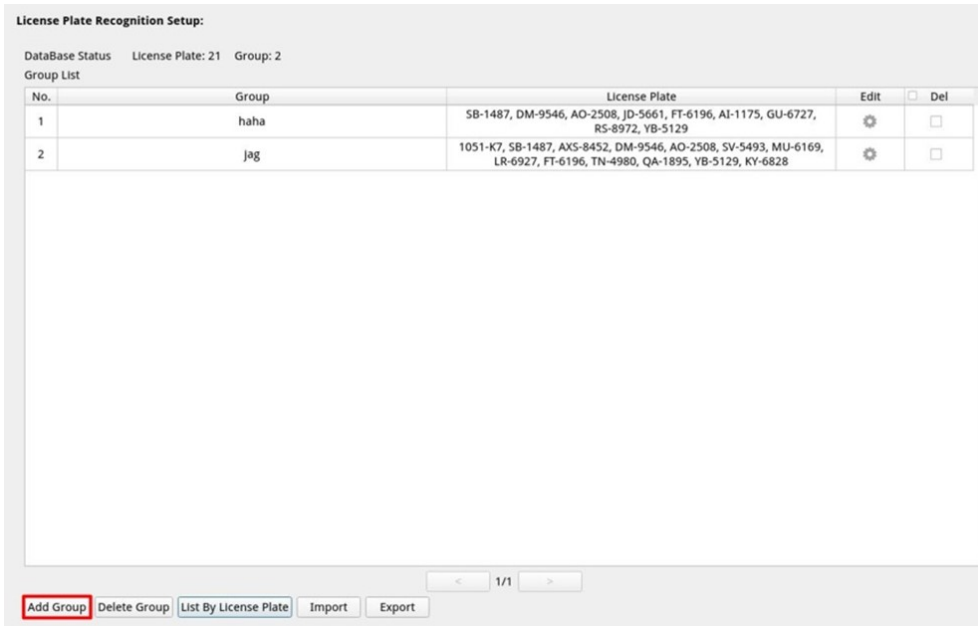 License Plate Recognition Setup:
DataBase Status License Plate: 21 Group: 2
Group List
No. Group License Plate Edit Del
1 haha SB-1487, DM-9546, AO-2508, JD-5661, FT-6196, AI-1175, GU-6727,
RS-8972, YB-5129
2 jag 1051-K7, SB-1487, AXS-8452, DM-9546, AO-2508, SV-5493, MU-6169,
LR-6927, FT-6196, TN-4980, QA-1895, YB-5129, KY-6828
< 1/1 >
Add Group Delete Group List By License Plate Import Export